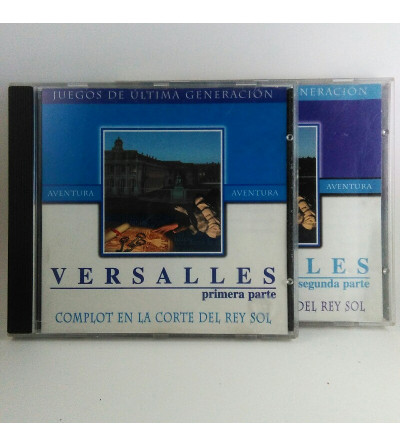 JUEGOS DE ÚLTIMA GENERACIÓN
AVENTURA
AVENTURA
VERSALLES
primera parte
COMPLOT EN LA CORTE DEL REY SOL
NERACIÓN
AVENTURA
LES
segunda parte
DEL REY SOL